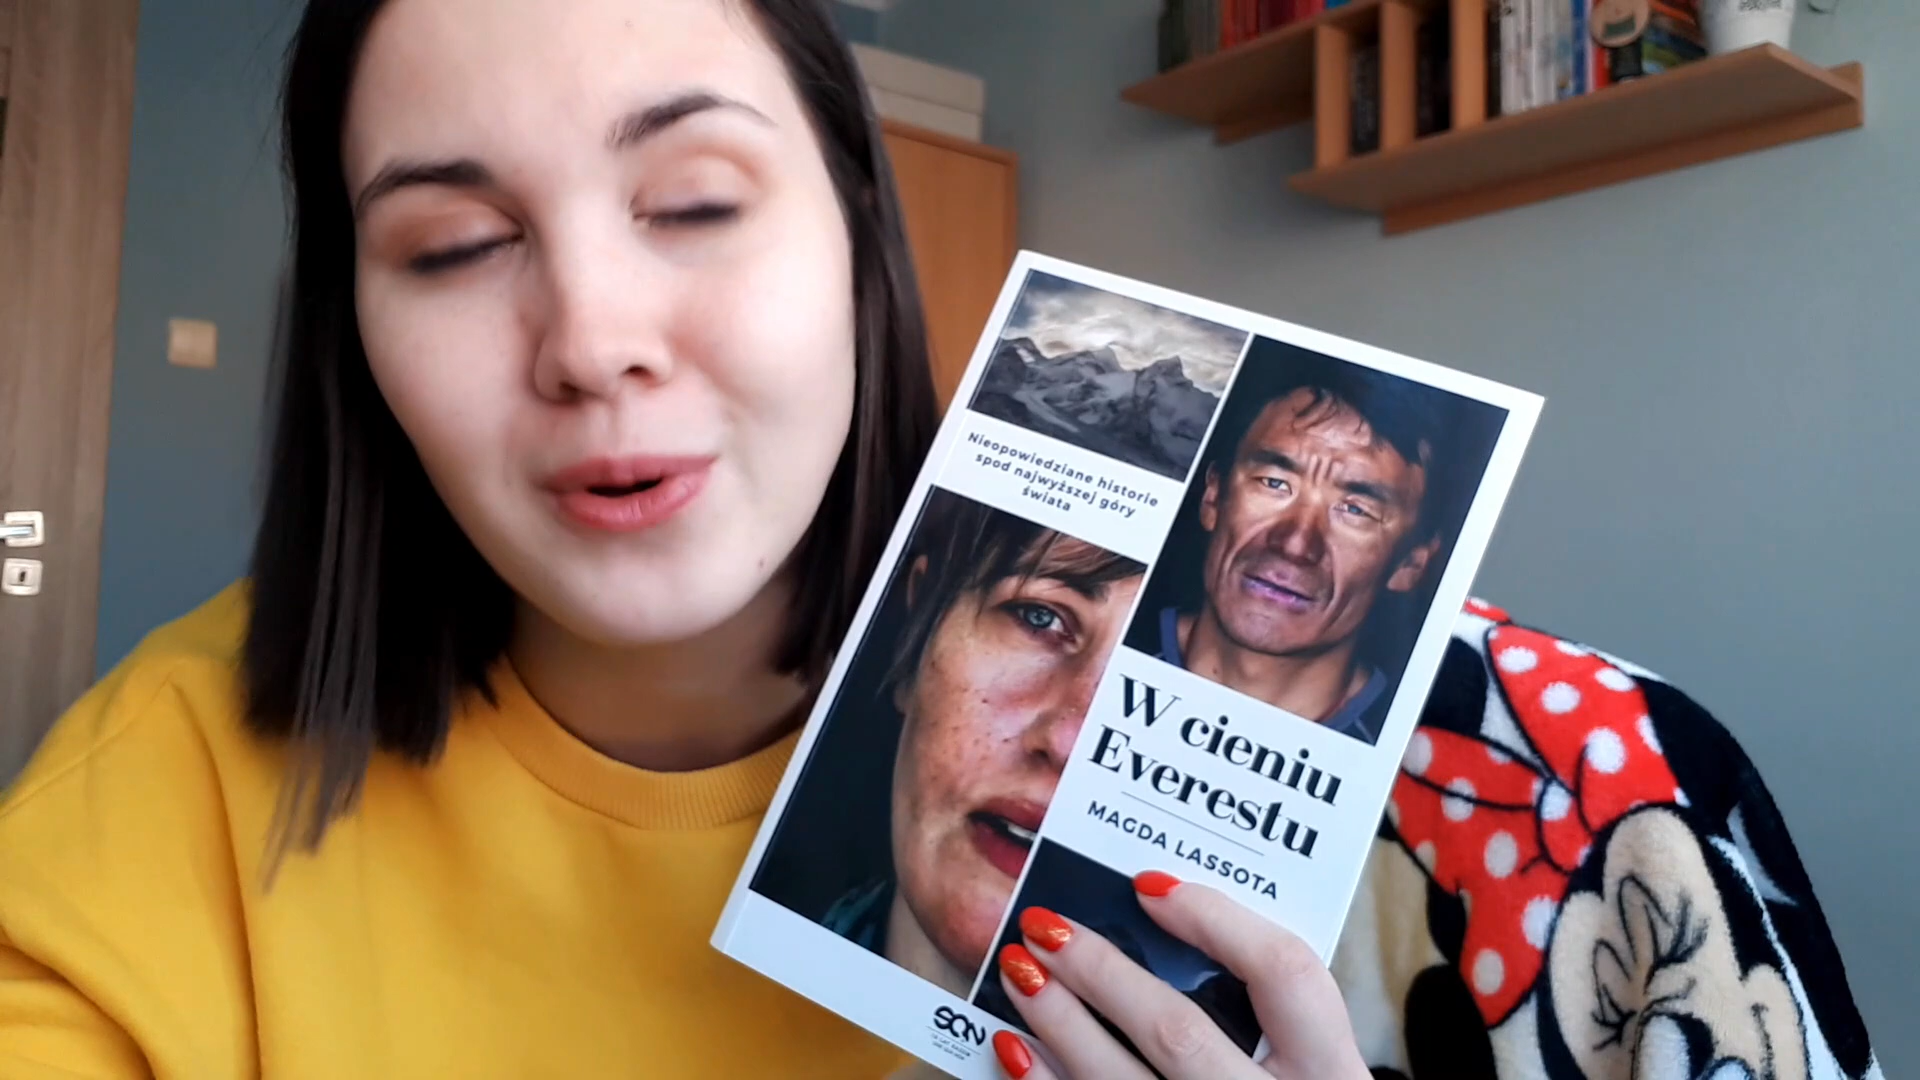 Nieopowiedziane historie
spod najwyższej góry
świata
W cieniu
Everestu
MAGDA LASSOTA
SQN